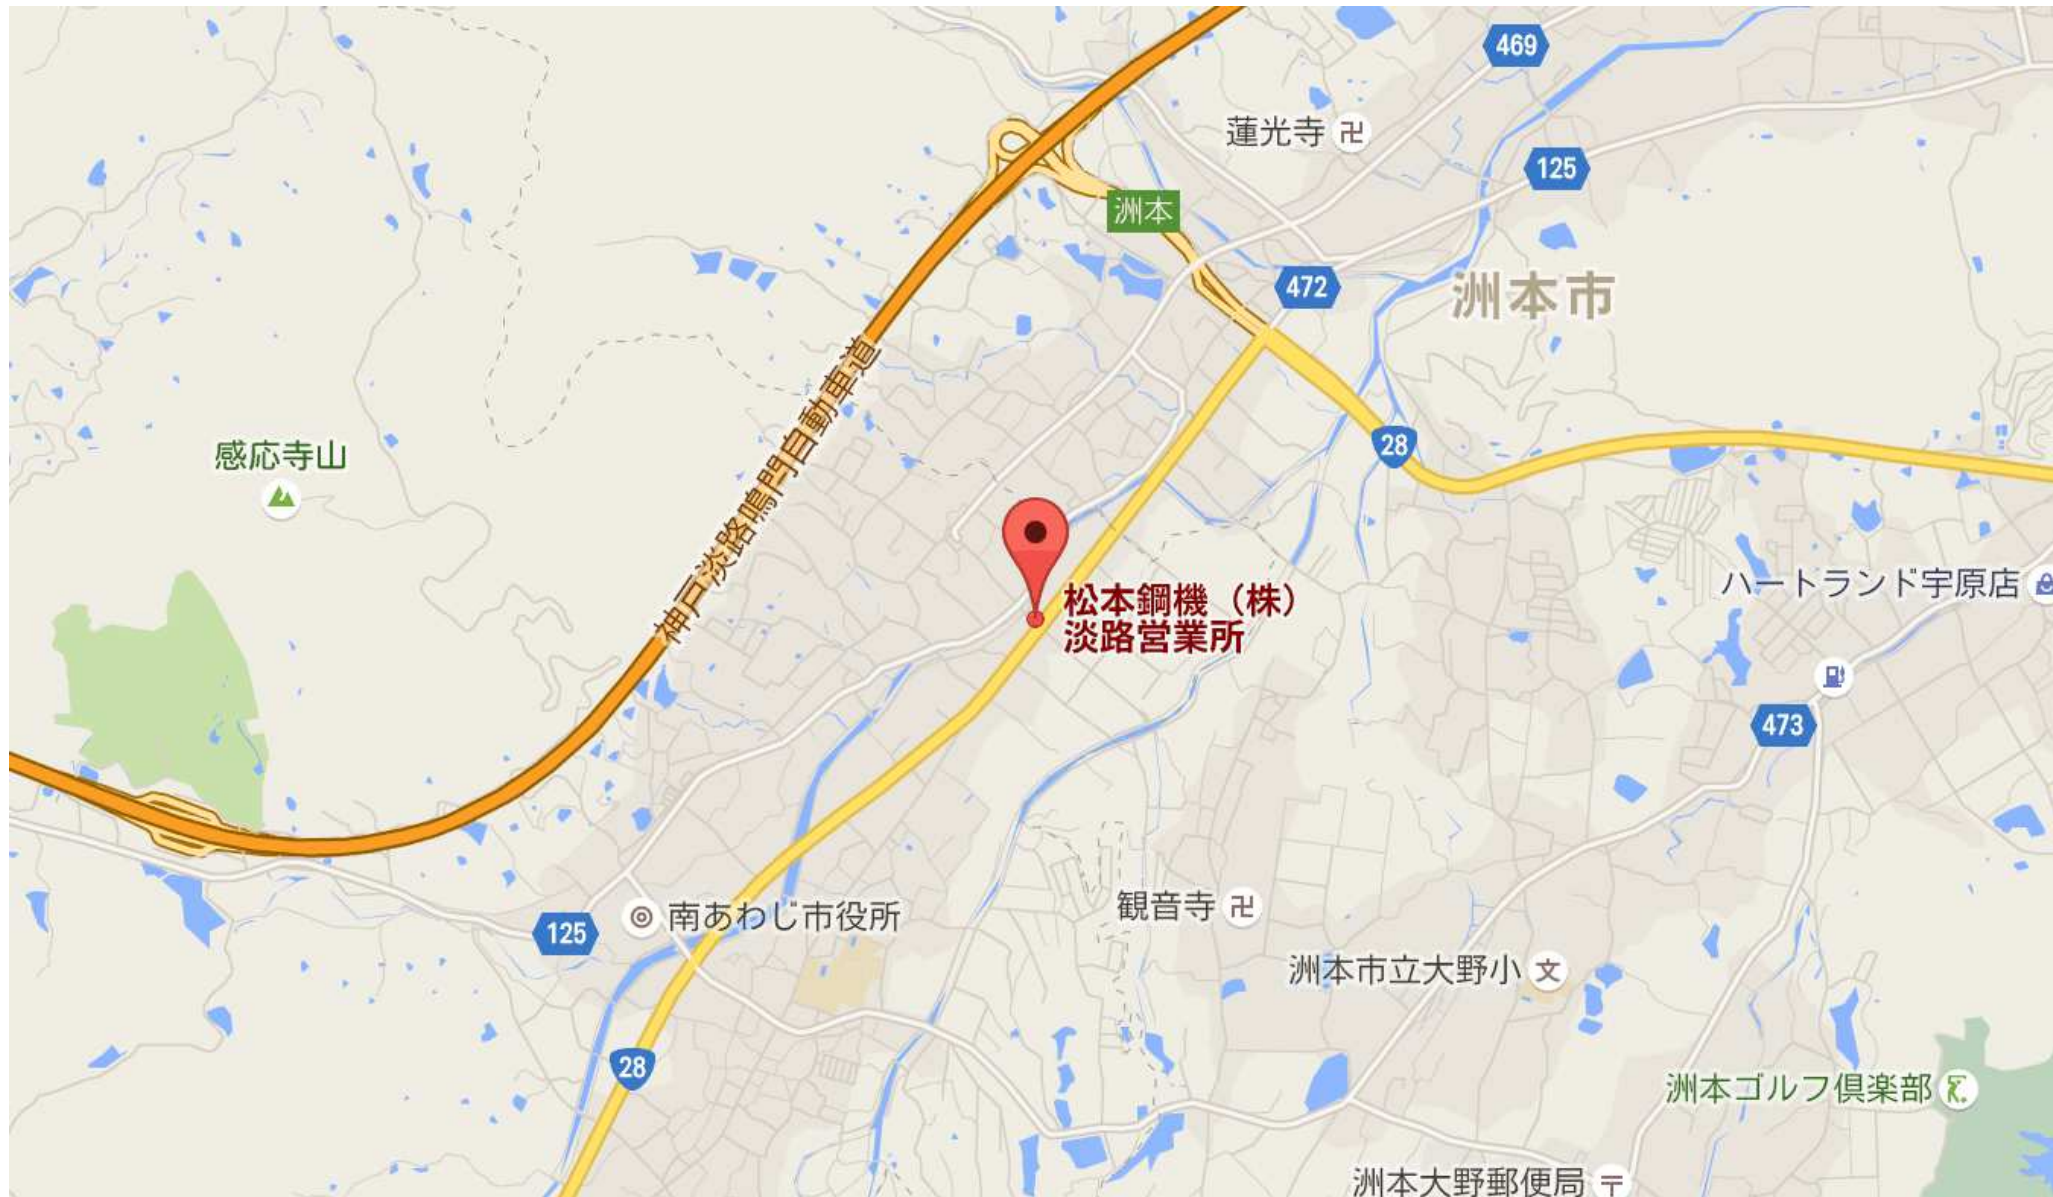 469
蓮光寺
125
洲本
472
洲本市
28
感応寺山
神戸淡路鳴門自動車道
松本鋼機（株）
淡路営業所
ハートランド宇原店
473
125
南あわじ市役所
観音寺
洲本市立大野小
文
28
洲本ゴルフ倶楽部
洲本大野郵便局